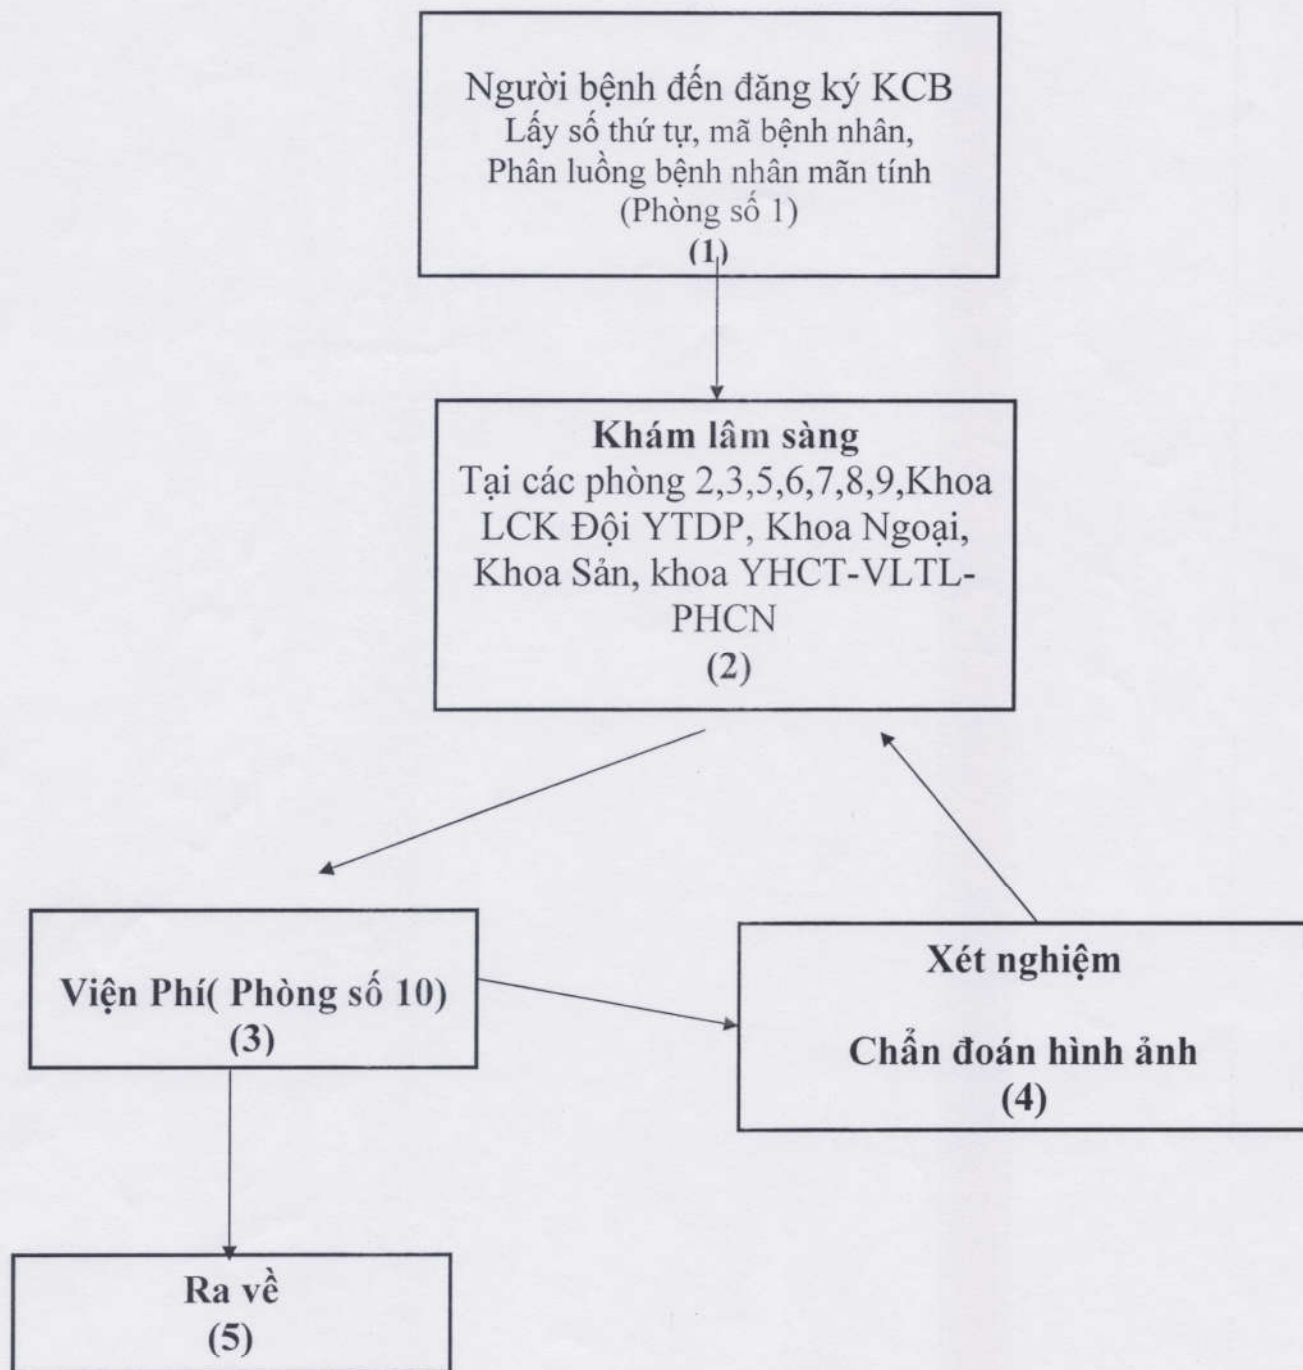 Người bệnh đến đăng ký KCB
Lấy số thứ tự, mã bệnh nhân,
Phân luồng bệnh nhân mãn tính
(Phòng số 1)
(1)
Khám lâm sàng
Tại các phòng 2,3,5,6,7,8,9,Khoa
LCK Đội YTDP, Khoa Ngoại,
Khoa Sản, khoa YHCT-VLTL-
PHCN
(2)
Viện Phí( Phòng số 10)
(3)
Xét nghiệm
Chẩn đoán hình ảnh
(4)
Ra về
(5)